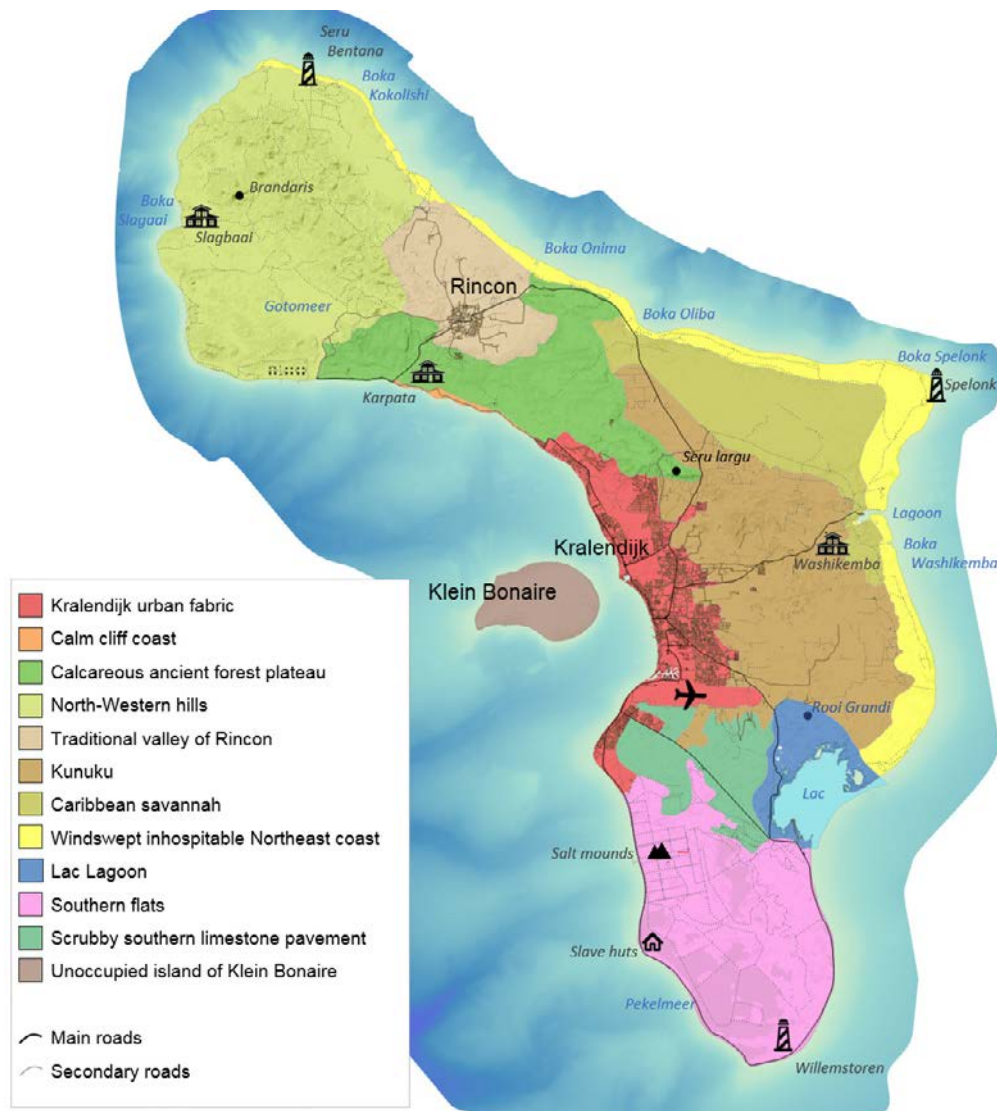 Seru
Bentana
Boka
Kokolishi
Brandaris
Boka
Slagaai
Slagbaai
Boka Onima
Rincon
Gotomeer
Boka Oliba
Boka Spelonk
Spelonk
Karpata
Seru largu
Lagoon
Kralendijk
Boka
Washikemba
Washikemba
Klein Bonaire
Rooi Grandi
Lac
Salt mounds
Slave huts
Pekelmeer
Willemstoren
Kralendijk urban fabric
Calm cliff coast
Calcareous ancient forest plateau
North-Western hills
Traditional valley of Rincon
Kunuku
Caribbean savannah
Windswept inhospitable Northeast coast
Lac Lagoon
Southern flats
Scrubby southern limestone pavement
Unoccupied island of Klein Bonaire
Main roads
Secondary roads